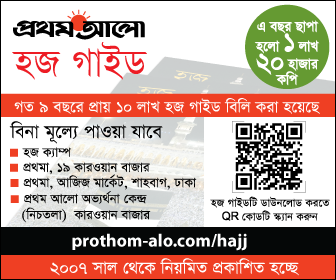 প্রথম আলো
হজ গাইড
এ বছর ছাপা
হলো ১ লাখ
২০ হাজার
কপি
গত ৯ বছরে প্রায় ১০ লাখ হজ গাইড বিলি করা হয়েছে
বিনা মূল্যে পাওয়া যাবে
হজ ক্যাম্প
প্রথমা, ১৯ কারওয়ান বাজার
প্রথমা, আজিজ মার্কেট, শাহবাগ, ঢাকা
প্রথম আলো অভ্যর্থনা কেন্দ্র
(নিচতলা) কারওয়ান বাজার
হজ গাইডটি ডাউনলোড করতে
QR কোডটি স্ক্যান করুন
prothom-alo.com/hajj
২০০৭ সাল থেকে নিয়মিত প্রকাশিত হচ্ছে